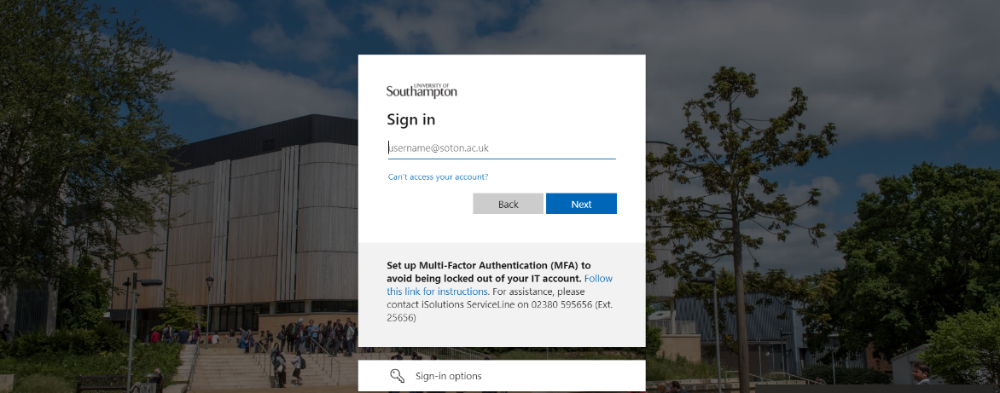 UNIVERSITY OF
Southampton
Sign in
username@soton.ac.uk
Can't access your account?
Back Next
Set up Multi-Factor Authentication (MFA) to
avoid being locked out of your IT account. Follow
this link for instructions. For assistance, please
contact iSolutions ServiceLine on 02380 595656 (Ext.
25656)
Sign-in options